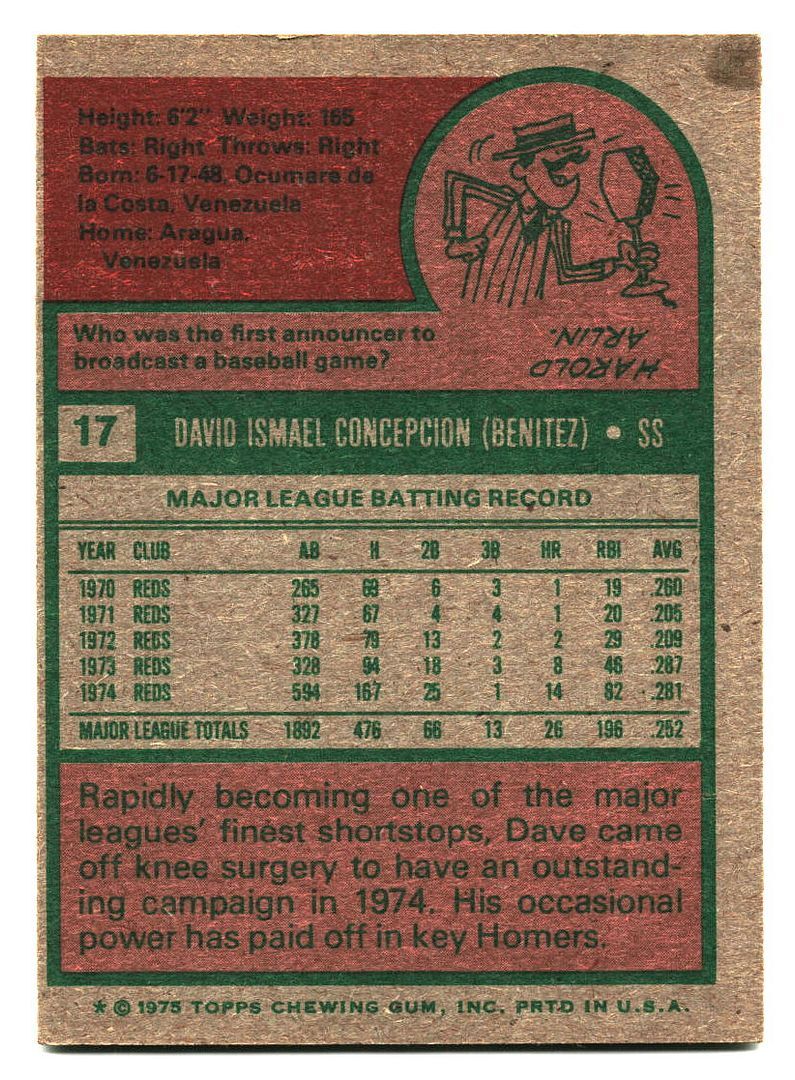 Height: 6'2" Weight: 165
Bats: Right Throws: Right
Born: 6-17-48, Ocumare de
la Costa, Venezuela
Home: Aragua,
Venezuela
Who was the first announcer to
broadcast a baseball game?
HAROLD
ARLIN.
17 DAVID ISMAEL CONCEPCION (BENITEZ) • SS
MAJOR LEAGUE BATTING RECORD
YEAR CLUB AB H 2B 3B HR RBI AVG
1970 REDS 265 69 6 3 1 19 .260
1971 REDS 327 67 4 4 1 20 .205
1972 REDS 378 79 13 2 2 29 .209
1973 REDS 328 94 18 3 8 46 .287
1974 REDS 594 167 25 1 14 82 .281
MAJOR LEAGUE TOTALS 1892 476 66 13 26 196 .252
Rapidly becoming one of the major
leagues' finest shortstops, Dave came
off knee surgery to have an outstand-
ing campaign in 1974. His occasional
power has paid off in key Homers.
* © 1975 TOPPS CHEWING GUM, INC. PRTD IN U.S.A.